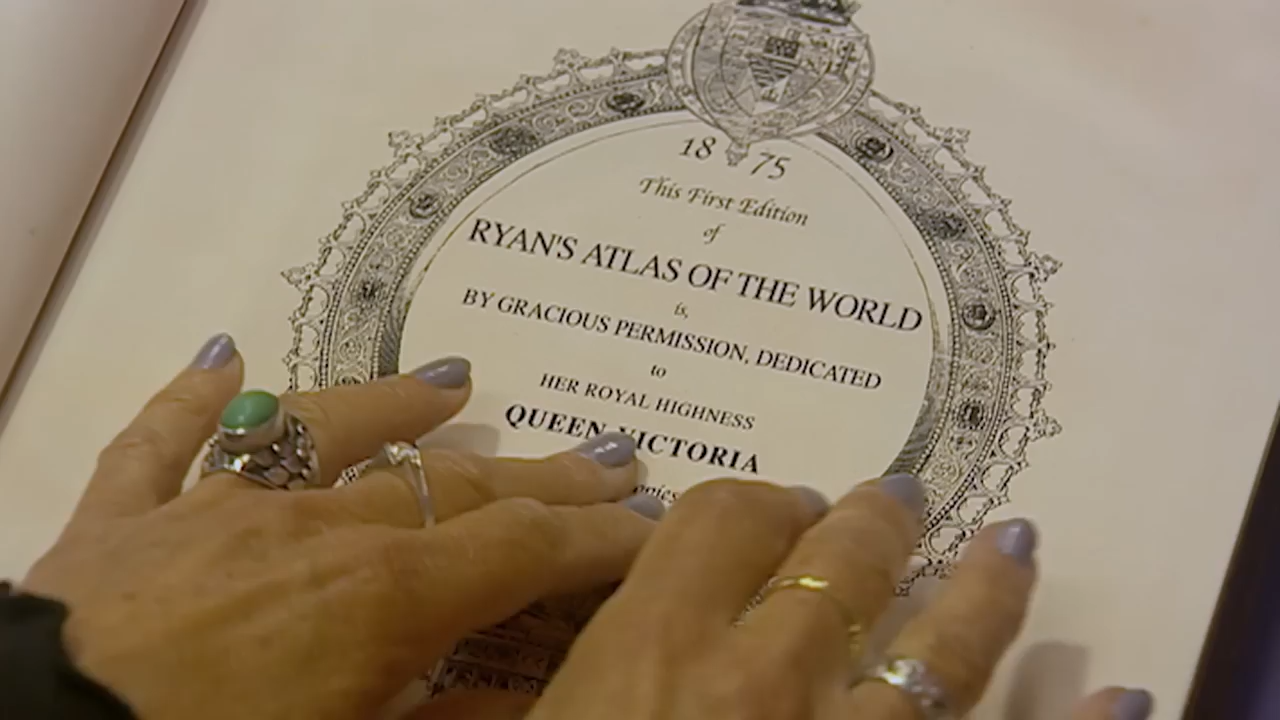 18 75
This First Edition
of
RYAN'S ATLAS OF THE WORLD
is,
BY GRACIOUS PERMISSION, DEDICATED
to
HER ROYAL HIGHNESS
QUEEN VICTORIA